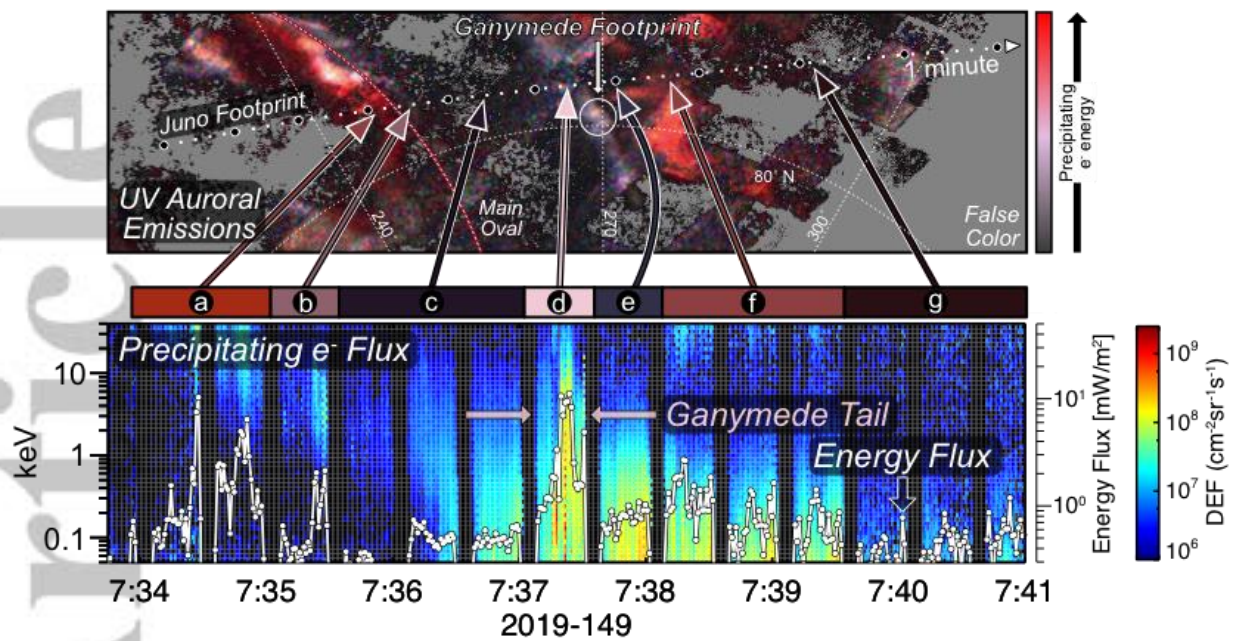 Ganymede Footprint
1 minute
Juno Footprint
UV Auroral
Emissions
Main
Oval
240
270
80° N
300
False
Color
Precipitating
e- energy
a b c d e f g
Precipitating e- Flux
Ganymede Tail
Energy Flux
keV
10
1
0.1
Energy Flux [mW/m²]
10¹
10⁰
DEF (cm⁻²sr⁻¹s⁻¹)
10⁹
10⁸
10⁷
10⁶
7:34 7:35 7:36 7:37 7:38 7:39 7:40 7:41
2019-149